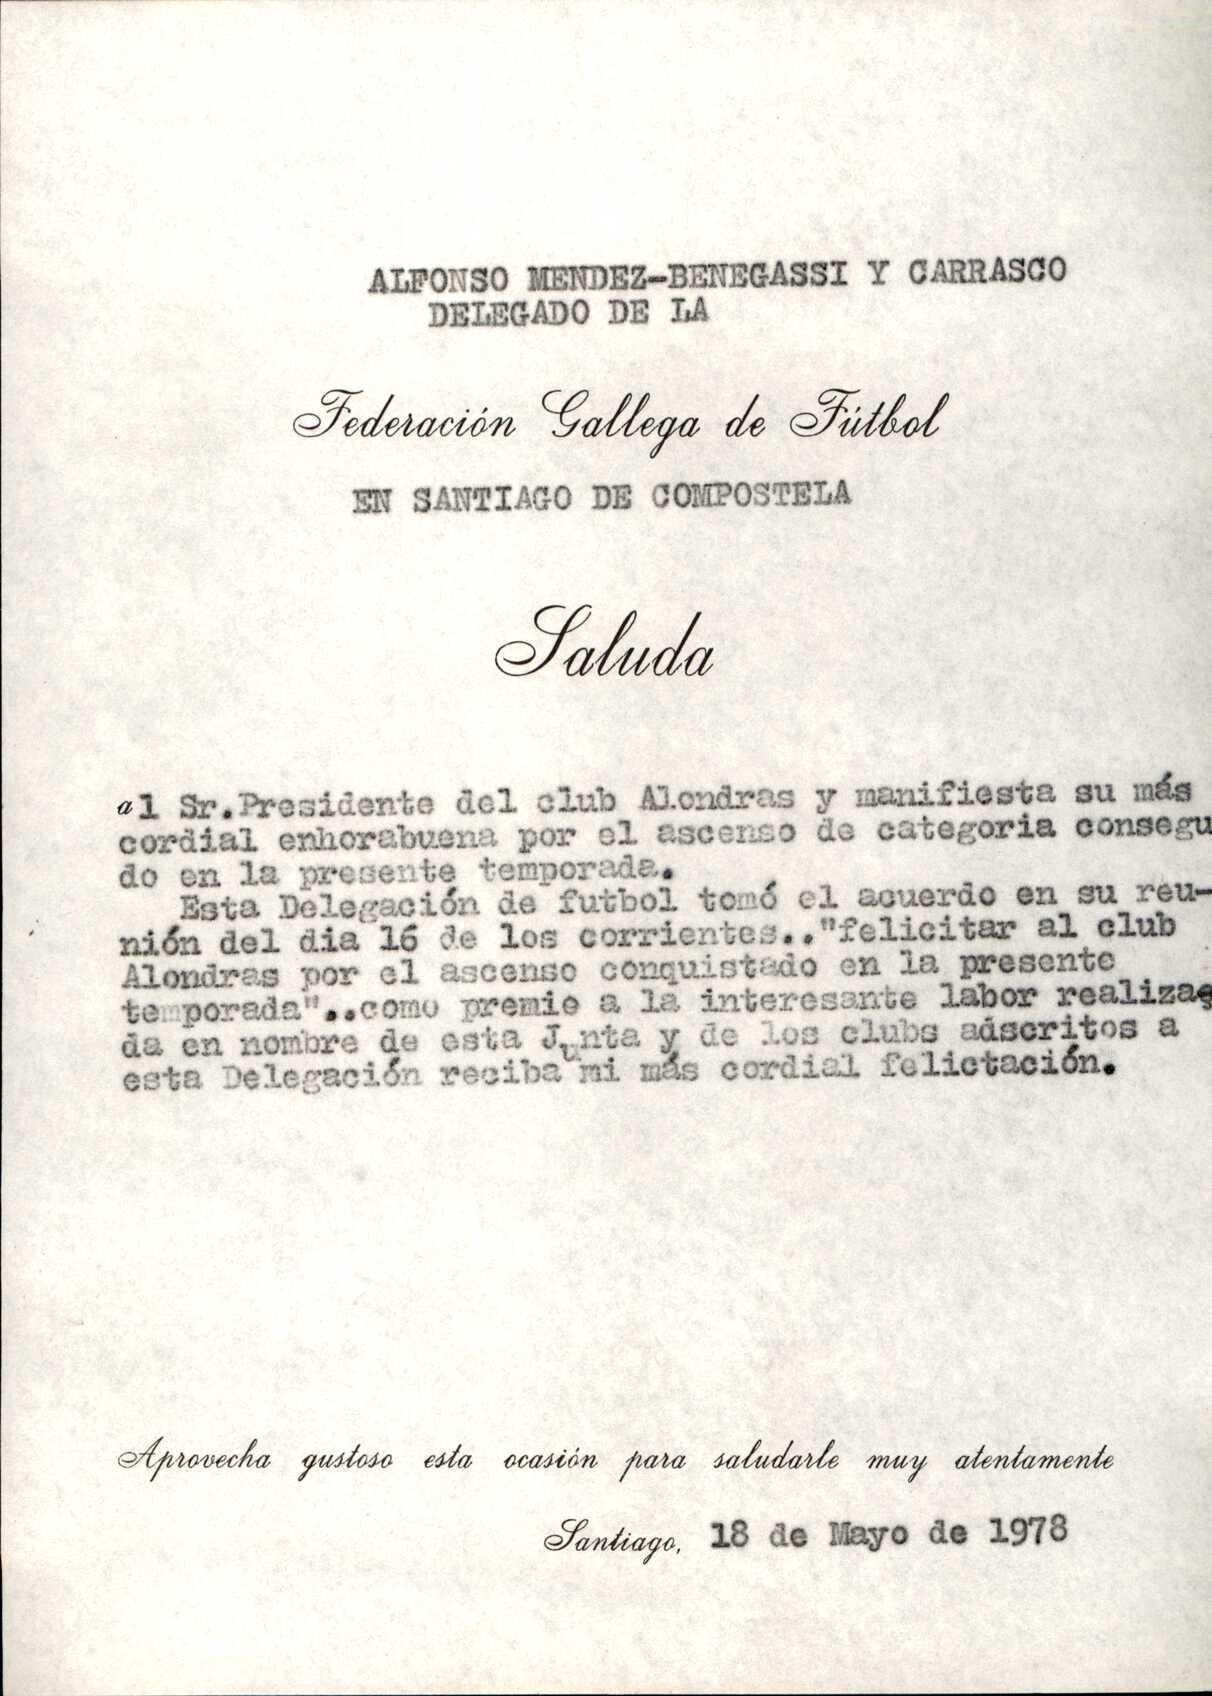 ALFONSO MENDEZ-BENEGASSI Y CARRASCO
DELEGADO DE LA
Federación Gallega de Fútbol
EN SANTIAGO DE COMPOSTELA
Saluda
al Sr.Presidente del club Alondras y manifiesta su más
cordial enhorabuena por el ascenso de categoria consegu
do en la presente temporada.
Esta Delegación de futbol tomó el acuerdo en su reu-
nión del dia 16 de los corrientes.."felicitar al club
Alondras por el ascenso conquistado en la presente
temporada"..como premio a la interesante labor realiza
da en nombre de esta Junta y de los clubs adscritos a
esta Delegación reciba mi más cordial felictación.
Aprovecha gustoso esta ocasión para saludarle muy atentamente
Santiago, 18 de Mayo de 1978